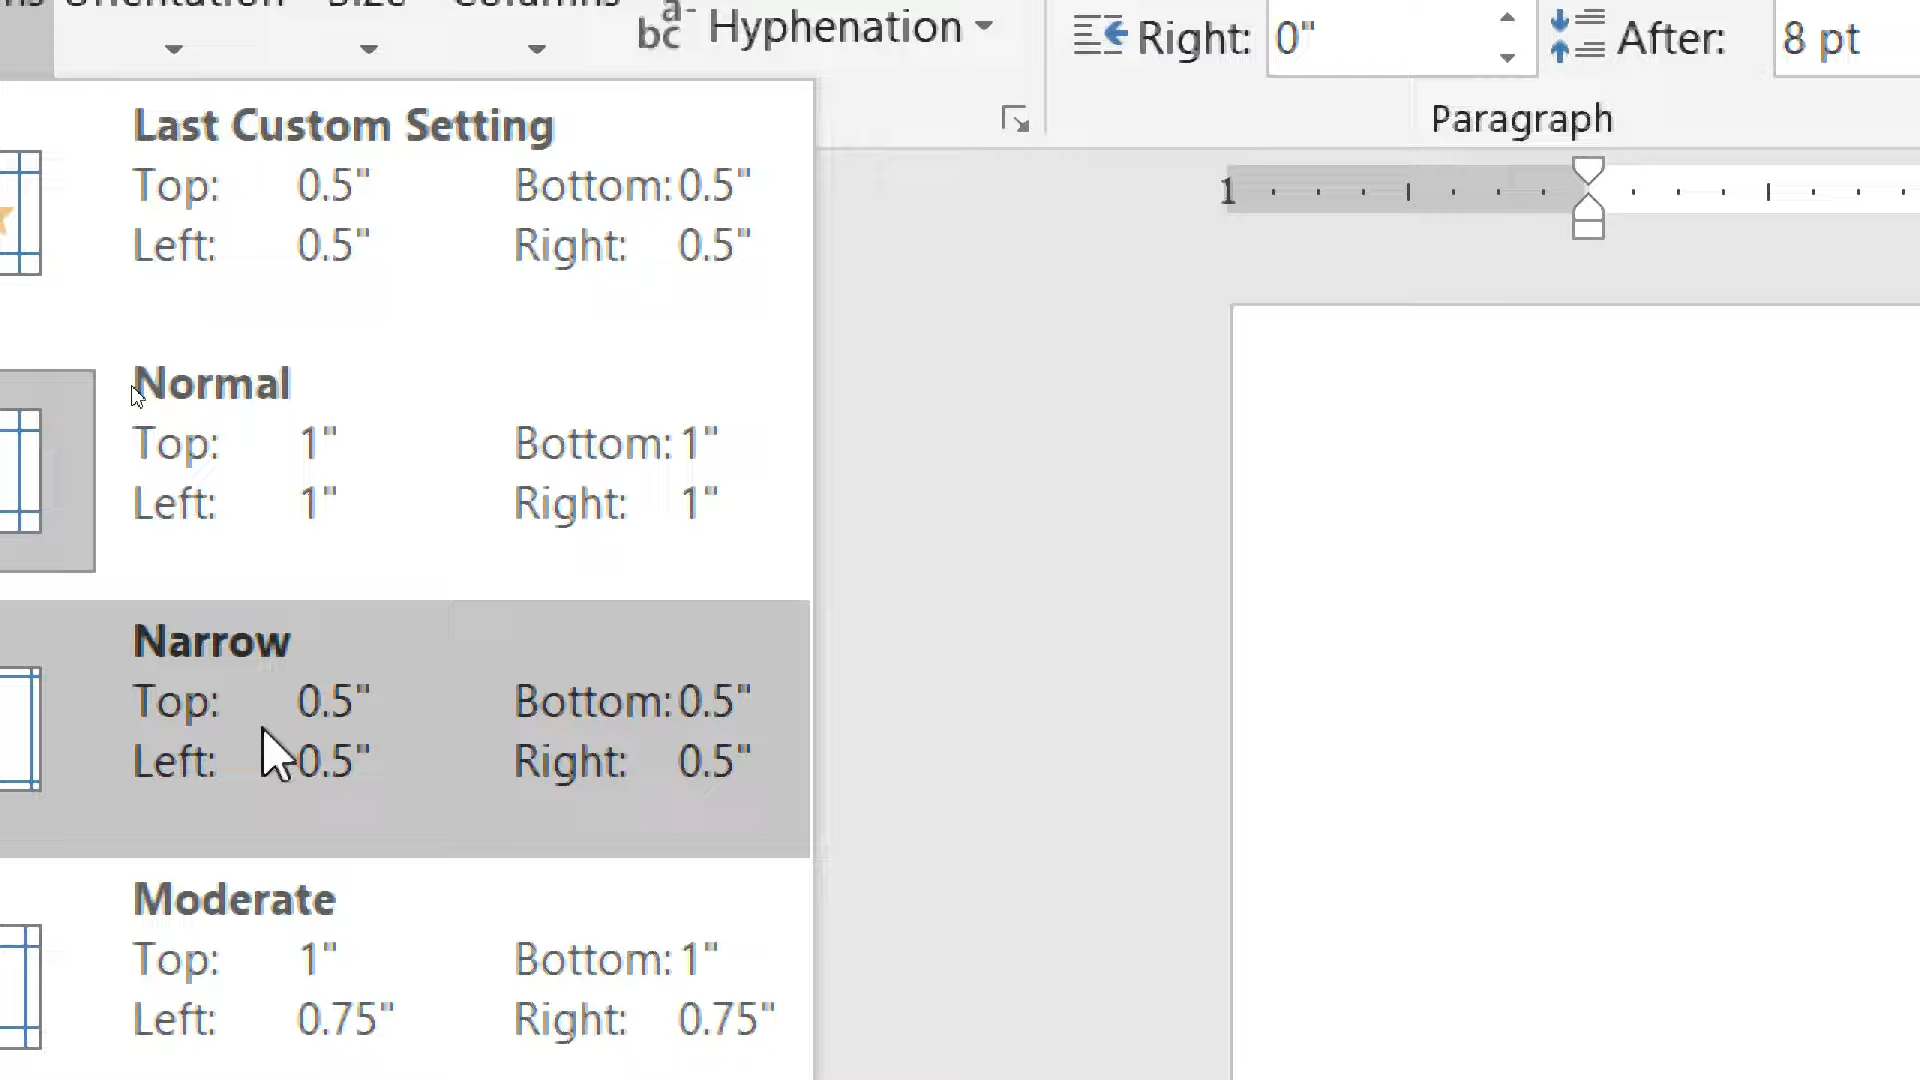 Hyphenation
Right: 0"
After: 8 pt
Paragraph
1
Last Custom Setting
Top: 0.5" Bottom: 0.5"
Left: 0.5" Right: 0.5"
Normal
Top: 1" Bottom: 1"
Left: 1" Right: 1"
Narrow
Top: 0.5" Bottom: 0.5"
Left: 0.5" Right: 0.5"
Moderate
Top: 1" Bottom: 1"
Left: 0.75" Right: 0.75"